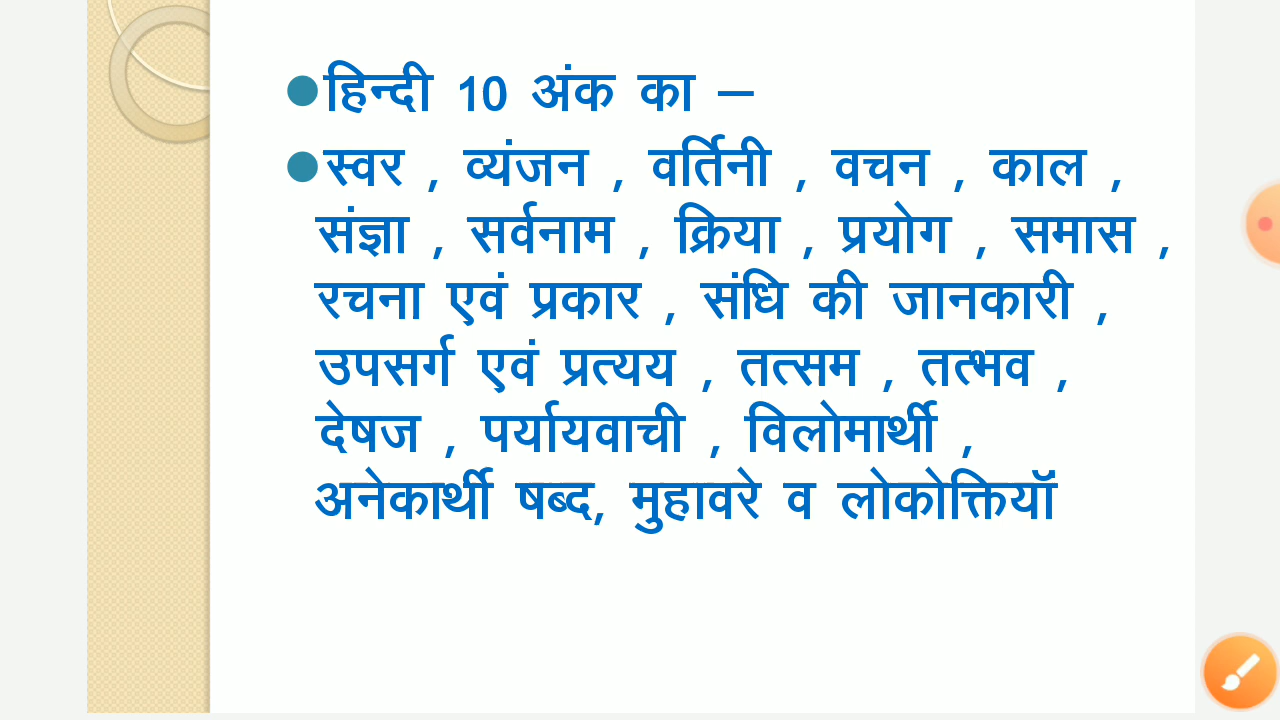 हिन्दी 10 अंक का –
स्वर , व्यंजन , वर्तिनी , वचन , काल ,
संज्ञा , सर्वनाम , क्रिया , प्रयोग , समास ,
रचना एवं प्रकार , संधि की जानकारी ,
उपसर्ग एवं प्रत्यय , तत्सम , तत्भव ,
देषज , पर्यायवाची , विलोमार्थी ,
अनेकार्थी षब्द, मुहावरे व लोकोक्तियॉ